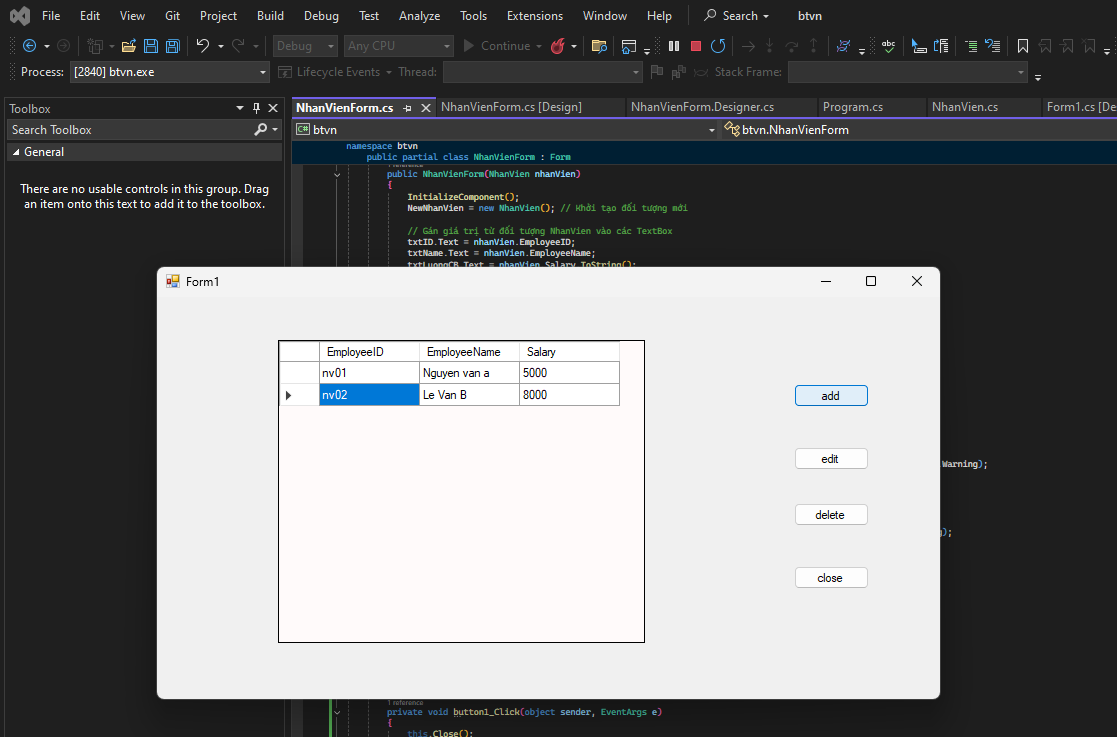 File Edit View Git Project Build Debug Test Analyze Tools Extensions Window Help Search btvn
Debug Any CPU Continue
Process: [2840] btvn.exe Lifecycle Events Thread: Stack Frame:
Toolbox
Search Toolbox
General
There are no usable controls in this group. Drag
an item onto this text to add it to the toolbox.
NhanVienForm.cs NhanVienForm.cs [Design] NhanVienForm.Designer.cs Program.cs NhanVien.cs Form1.cs [De
C# btvn btvn.NhanVienForm
namespace btvn
public partial class NhanVienForm : Form
public NhanVienForm(NhanVien nhanVien)
{
InitializeComponent();
NewNhanVien = new NhanVien(); // Khởi tạo đối tượng mới
// Gán giá trị từ đối tượng NhanVien vào các TextBox
txtID.Text = nhanVien.EmployeeID;
txtName.Text = nhanVien.EmployeeName;
txtLuongCB.Text = nhanVien.Salary.ToString();
Form1
EmployeeID EmployeeName Salary
nv01 Nguyen van a 5000
nv02 Le Van B 8000
add
edit
delete
close
Warning);
);
1 reference
private void button1_Click(object sender, EventArgs e)
{
this.Close();